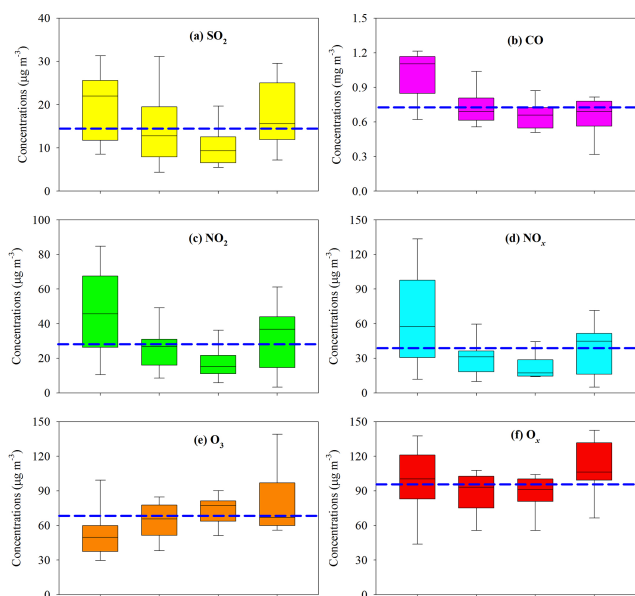 (a) SO₂
Concentrations (μg m⁻³)
40
30
20
10
0
(b) CO
Concentrations (mg m⁻³)
1.5
1.2
0.9
0.6
0.3
0.0
(c) NO₂
Concentrations (μg m⁻³)
100
80
60
40
20
0
(d) NOₓ
Concentrations (μg m⁻³)
150
120
90
60
30
0
(e) O₃
Concentrations (μg m⁻³)
150
120
90
60
30
0
(f) Oₓ
Concentrations (μg m⁻³)
150
120
90
60
30
0